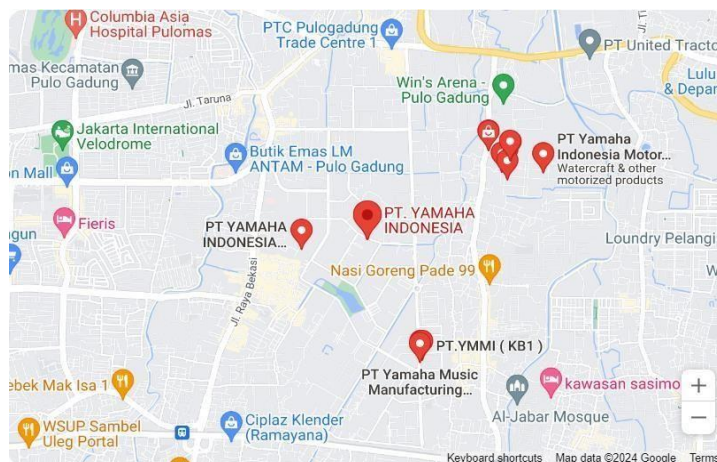 Columbia Asia
Hospital Pulomas
PTC Pulogadung
Trade Centre 1
PT United Tracto
mas Kecamatan
Pulo Gadung
Jl. Taruna
Win's Arena -
Pulo Gadung
Lulu
& Depar
Jakarta International
Velodrome
on Mall
Butik Emas LM
ANTAM - Pulo Gadung
PT Yamaha
Indonesia Motor...
Watercraft & other
motorized products
Fieris
gun
PT YAMAHA
INDONESIA...
PT. YAMAHA
INDONESIA
Loundry Pelangi
W
Nasi Goreng Pade 99
Jl. Raya Bekasi
PT.YMMI ( KB1 )
PT Yamaha Music
Manufacturing...
ebek Mak Isa 1
kawasan sasimo
Al-Jabar Mosque
WSUP Sambel
Uleg Portal
Ciplaz Klender
(Ramayana)
Keyboard shortcuts Map data ©2024 Google Terms